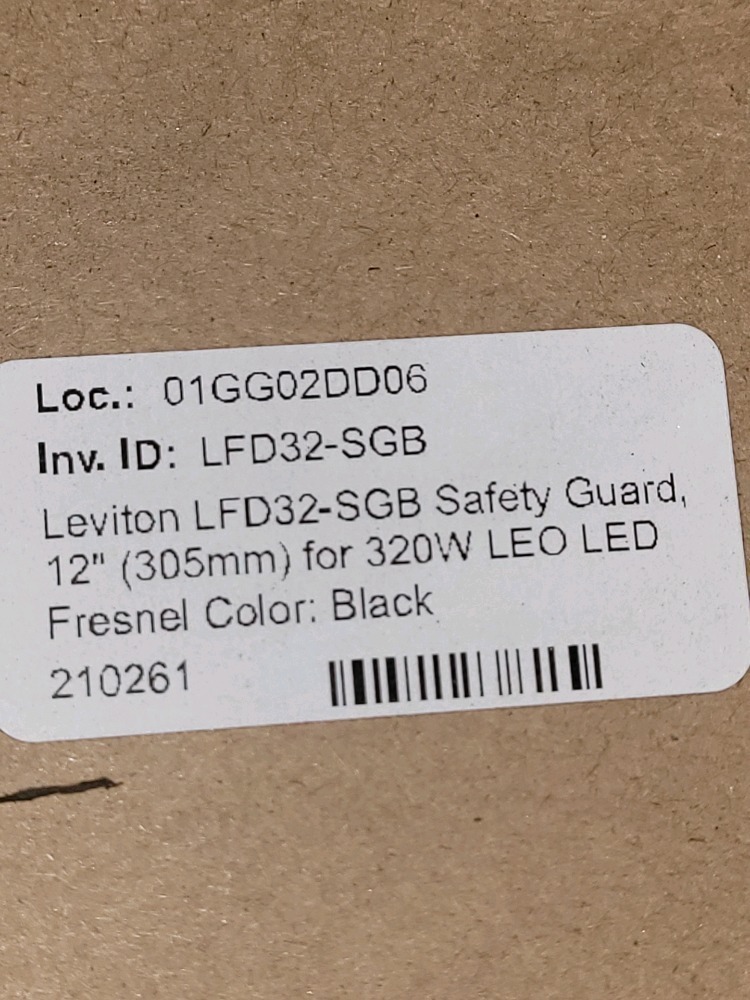 Loc.: 01GG02DD06
Inv. ID: LFD32-SGB
Leviton LFD32-SGB Safety Guard,
12" (305mm) for 320W LEO LED
Fresnel Color: Black
210261